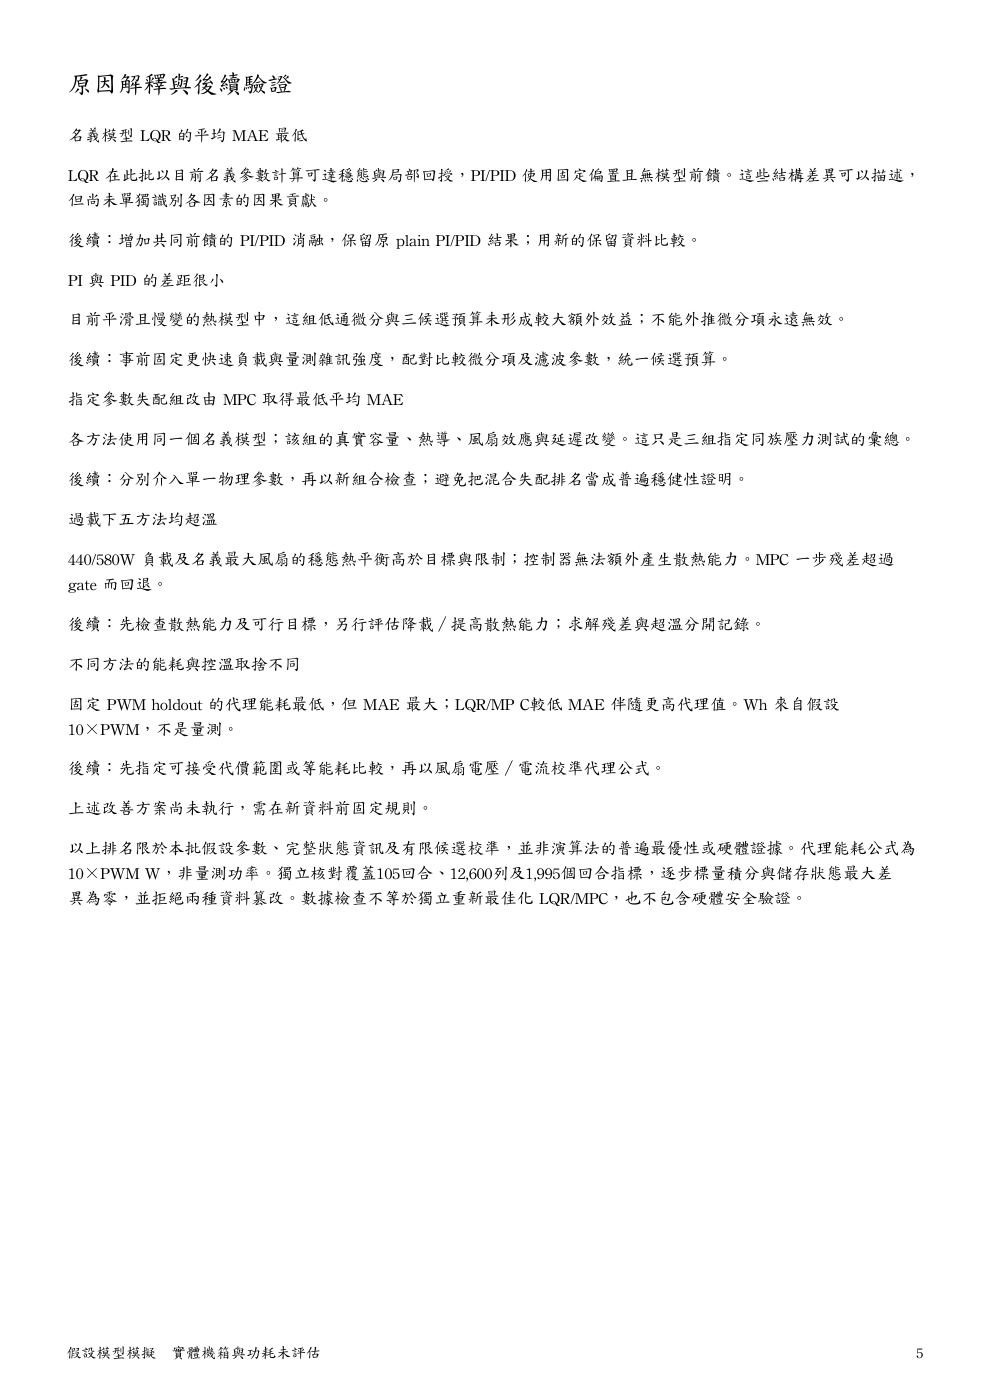 原因解釋與後續驗證
名義模型 LQR 的平均 MAE 最低
LQR 在此批以目前名義參數計算可達穩態與局部回授，PI/PID 使用固定偏置且無模型前饋。這些結構差異可以描述，
但尚未單獨識別各因素的因果貢獻。
後續：增加共同前饋的 PI/PID 消融，保留原 plain PI/PID 結果；用新的保留資料比較。
PI 與 PID 的差距很小
目前平滑且慢變的熱模型中，這組低通微分與三候選預算未形成較大額外效益；不能外推微分項永遠無效。
後續：事前固定更快速負載與量測雜訊強度，配對比較微分項及濾波參數，統一候選預算。
指定參數失配組改由 MPC 取得最低平均 MAE
各方法使用同一個名義模型；該組的真實容量、熱導、風扇效應與延遲改變。這只是三組指定同族壓力測試的彙總。
後續：分別介入單一物理參數，再以新組合檢查；避免把混合失配排名當成普遍穩健性證明。
過載下五方法均超溫
440/580W 負載及名義最大風扇的穩態熱平衡高於目標與限制；控制器無法額外產生散熱能力。MPC 一步殘差超過
gate 而回退。
後續：先檢查散熱能力及可行目標，另行評估降載／提高散熱能力；求解殘差與超溫分開記錄。
不同方法的能耗與控溫取捨不同
固定 PWM holdout 的代理能耗最低，但 MAE 最大；LQR/MP C較低 MAE 伴隨更高代理值。Wh 來自假設
10×PWM，不是量測。
後續：先指定可接受代價範圍或等能耗比較，再以風扇電壓／電流校準代理公式。
上述改善方案尚未執行，需在新資料前固定規則。
以上排名限於本批假設參數、完整狀態資訊及有限候選校準，並非演算法的普遍最優性或硬體證據。代理能耗公式為
10×PWM W，非量測功率。獨立核對覆蓋105回合、12,600列及1,995個回合指標，逐步標量積分與儲存狀態最大差
異為零，並拒絕兩種資料篡改。數據檢查不等於獨立重新最佳化 LQR/MPC，也不包含硬體安全驗證。
假設模型模擬　實體機箱與功耗未評估
5